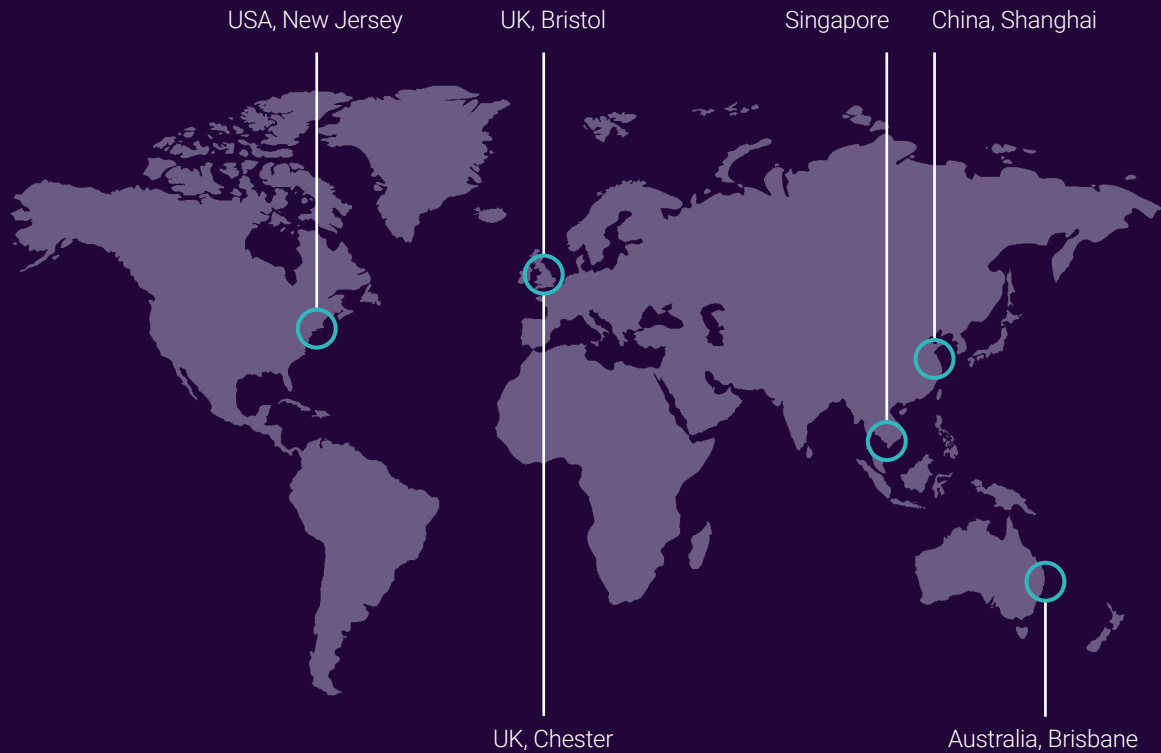 USA, New Jersey
UK, Bristol
Singapore
China, Shanghai
UK, Chester
Australia, Brisbane